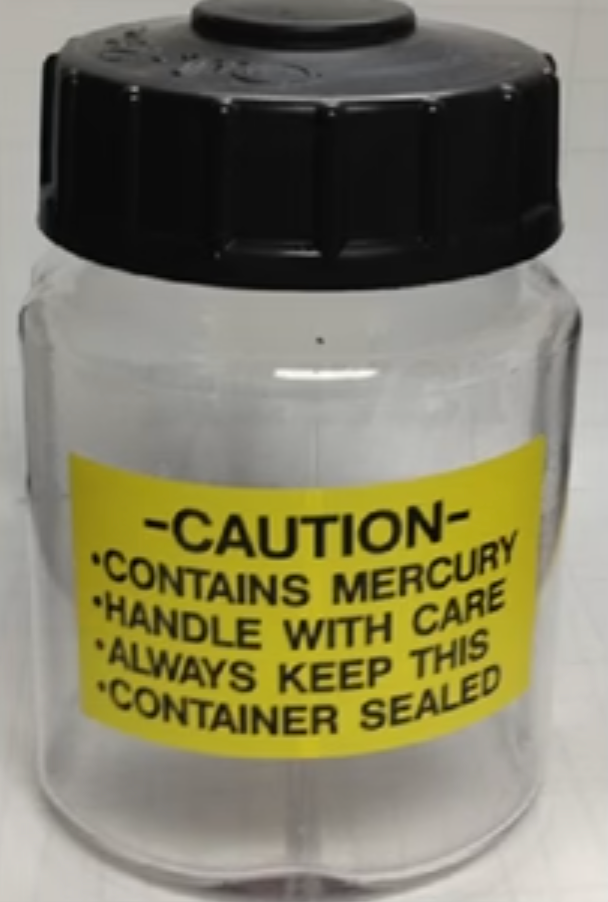 -CAUTION-
•CONTAINS MERCURY
•HANDLE WITH CARE
•ALWAYS KEEP THIS
•CONTAINER SEALED